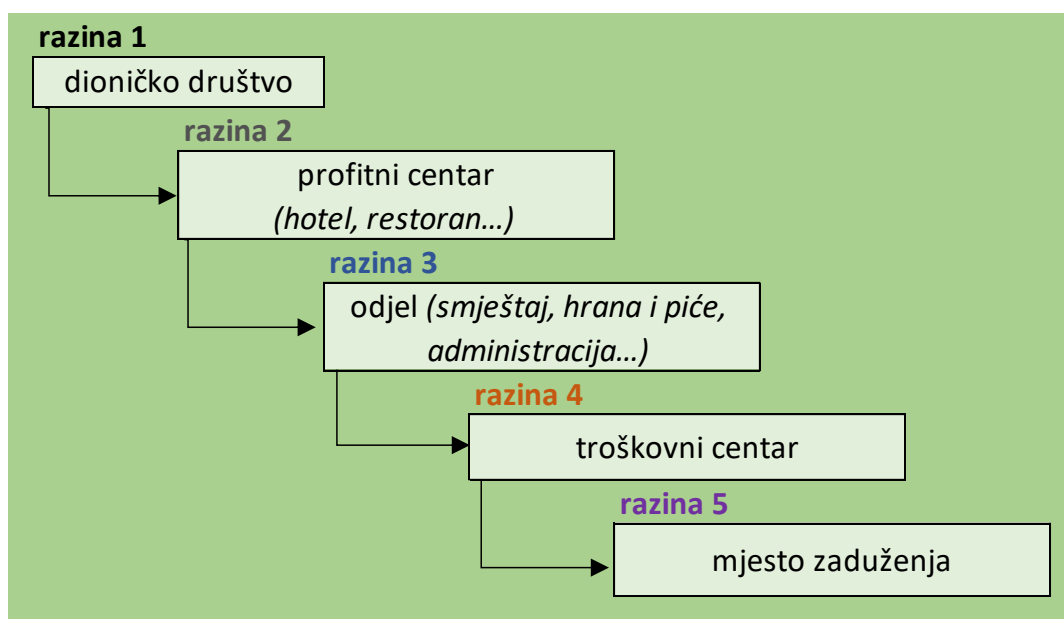 razina 1
dioničko društvo
razina 2
profitni centar
(hotel, restoran…)
razina 3
odjel (smještaj, hrana i piće,
administracija…)
razina 4
troškovni centar
razina 5
mjesto zaduženja